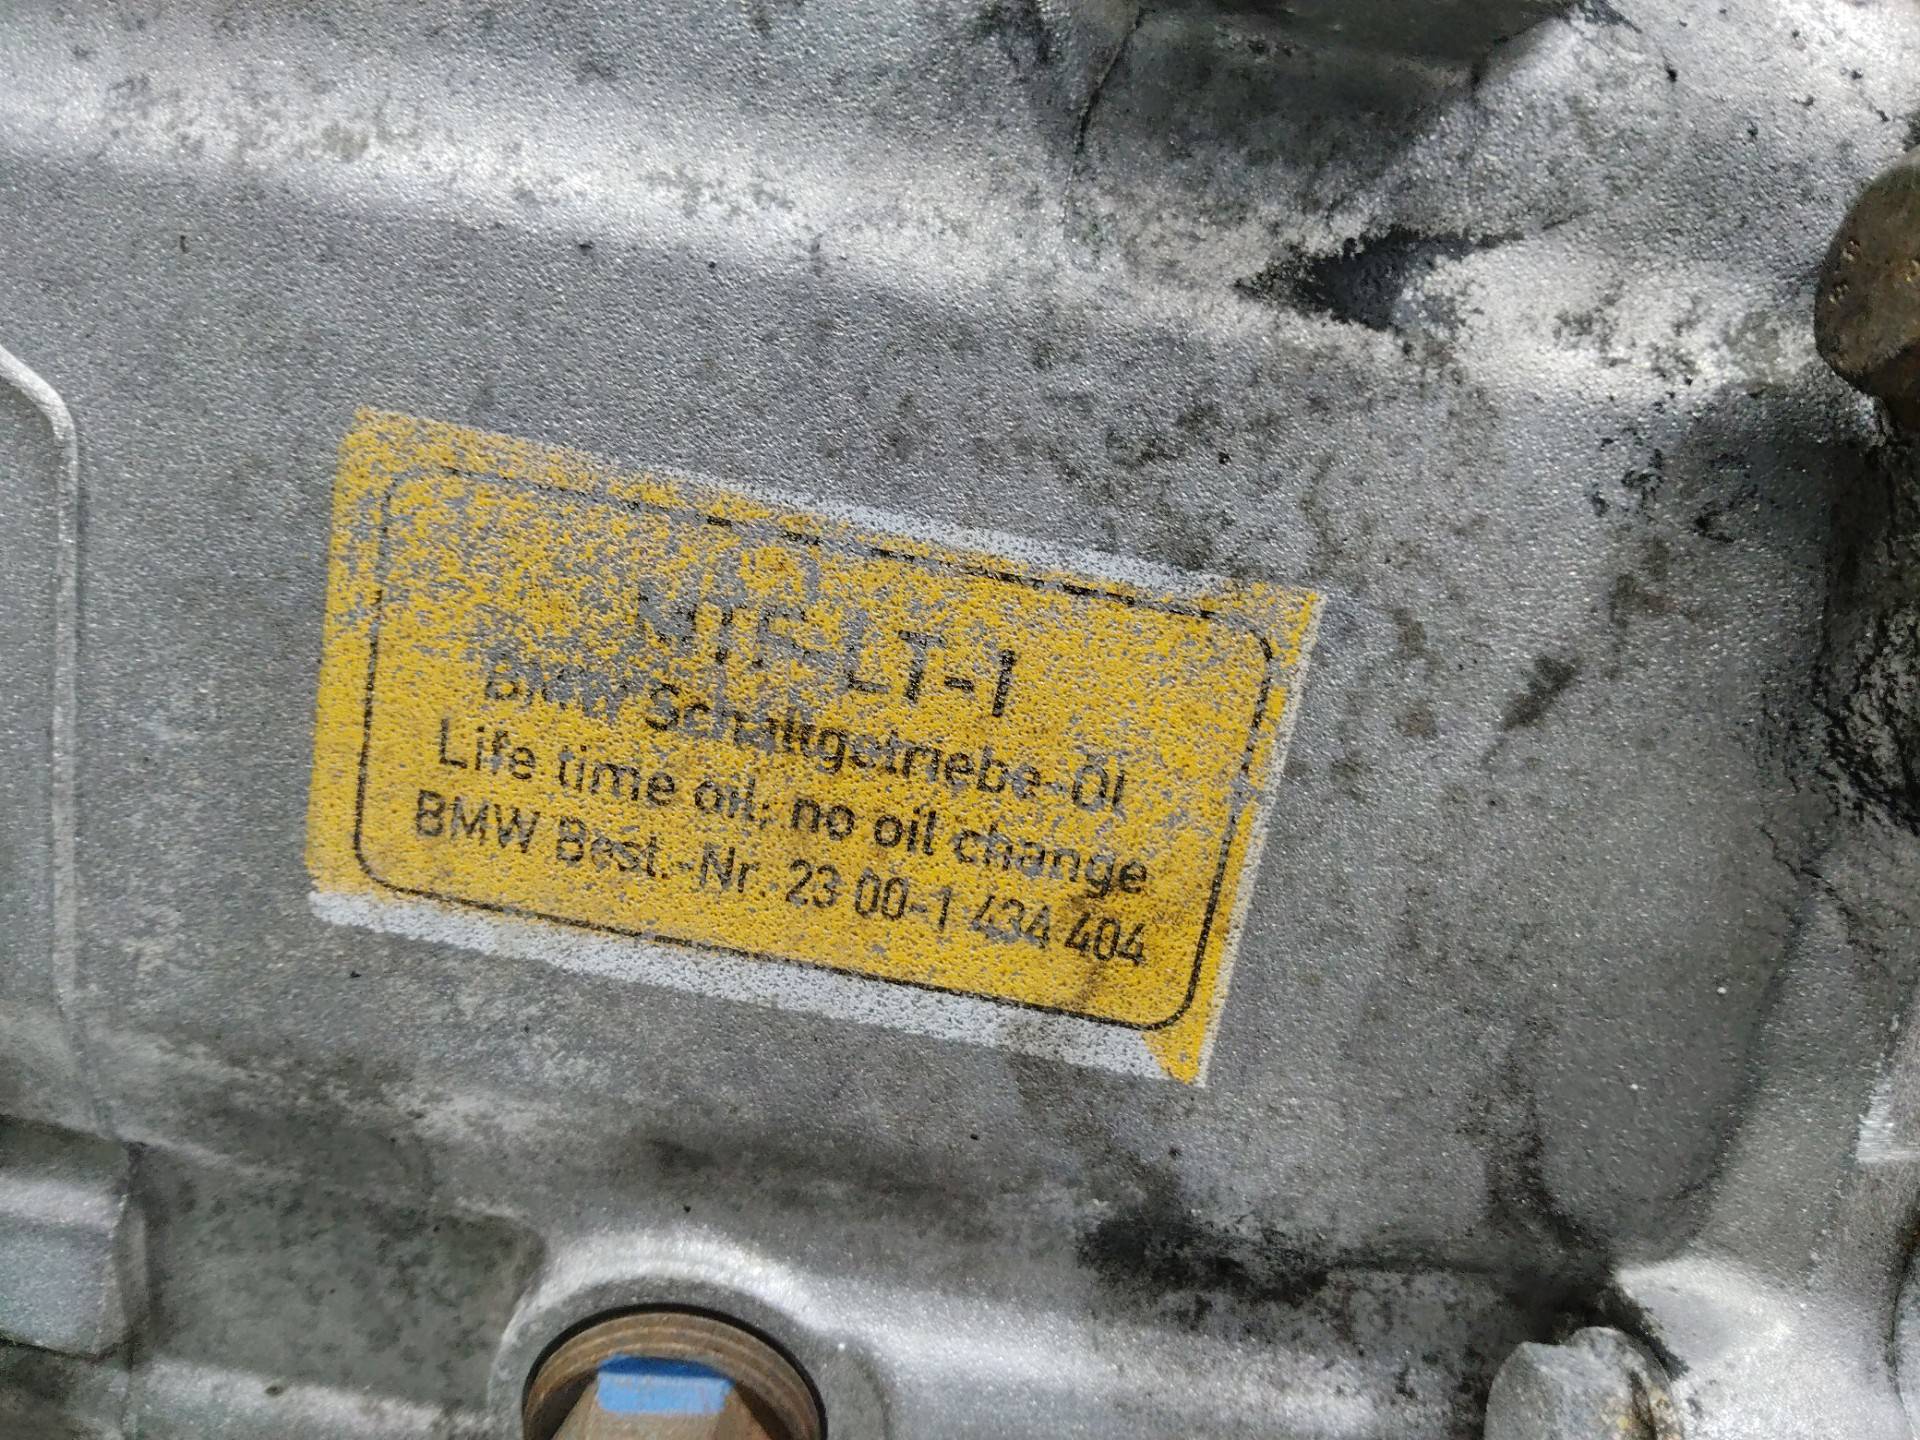 MTF-LT-1
BMW Schaltgetriebe-Öl
Life time oil, no oil change
BMW Best.-Nr. 23 00-1 434 404